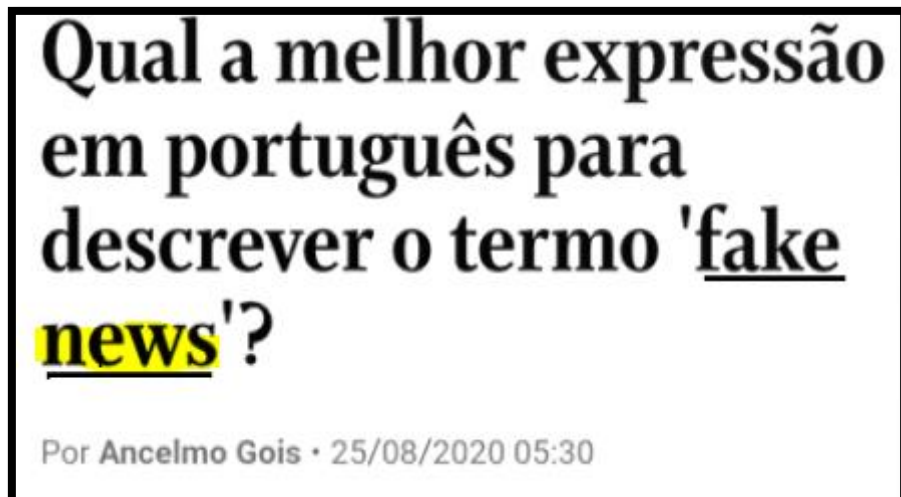 Qual a melhor expressão
em português para
descrever o termo 'fake
news'?
Por Ancelmo Gois • 25/08/2020 05:30